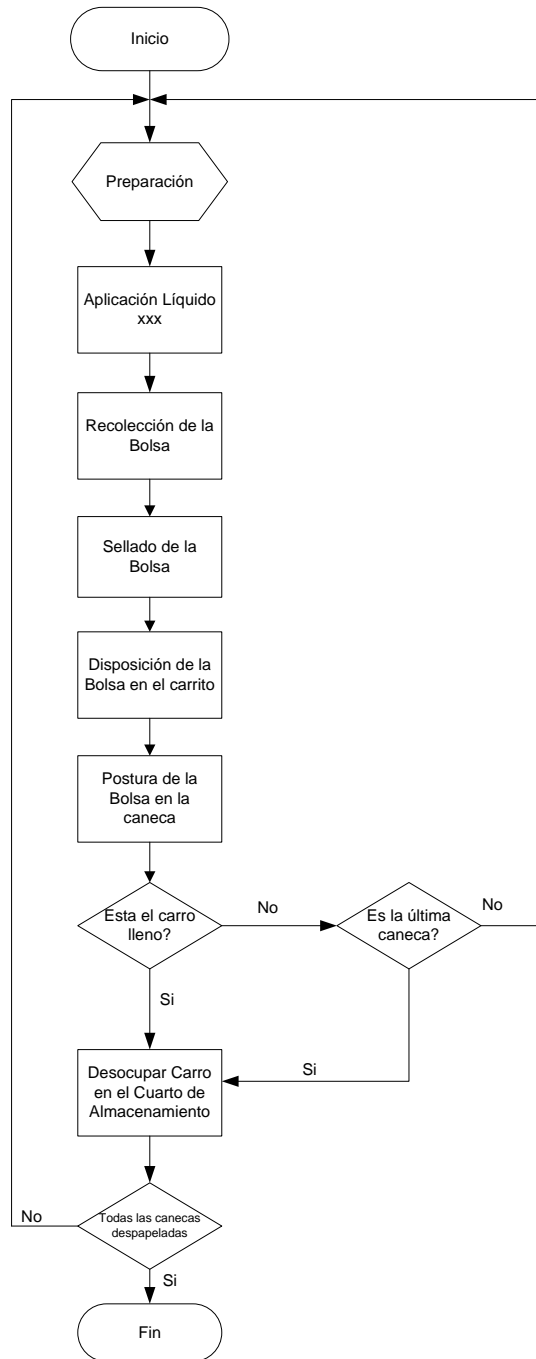 Inicio
Preparación
Aplicación Líquido
xxx
Recolección de la
Bolsa
Sellado de la
Bolsa
Disposición de la
Bolsa en el carrito
Postura de la
Bolsa en la
caneca
Esta el carro
lleno?
No
Es la última
caneca?
No
Si
Si
Desocupar Carro
en el Cuarto de
Almacenamiento
Todas las canecas
despapeladas
No
Si
Fin